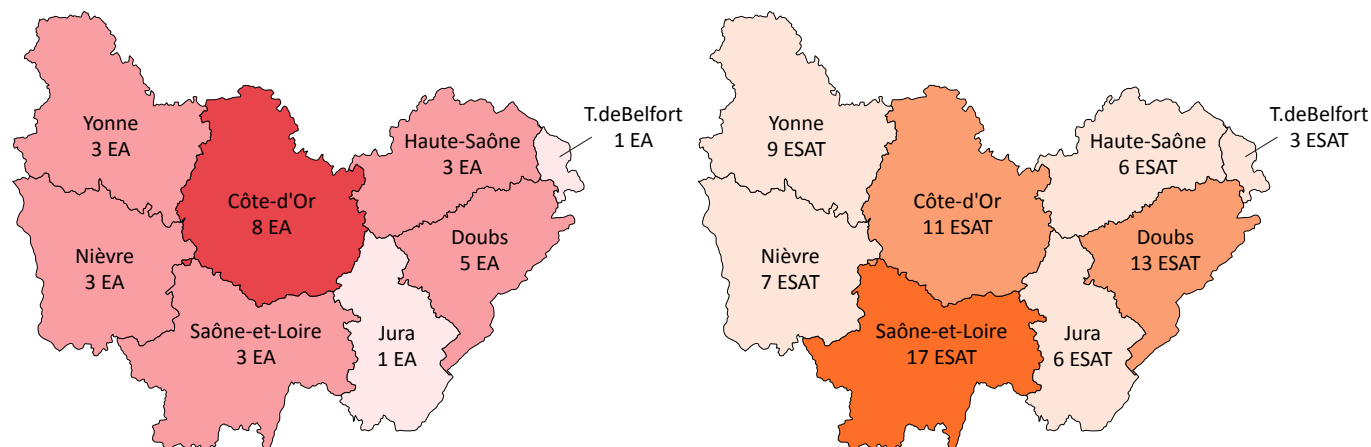 Yonne
3 EA
Côte-d'Or
8 EA
Haute-Saône
3 EA
T.deBelfort
1 EA
Nièvre
3 EA
Doubs
5 EA
Saône-et-Loire
3 EA
Jura
1 EA
Yonne
9 ESAT
Côte-d'Or
11 ESAT
Haute-Saône
6 ESAT
T.deBelfort
3 ESAT
Nièvre
7 ESAT
Doubs
13 ESAT
Saône-et-Loire
17 ESAT
Jura
6 ESAT